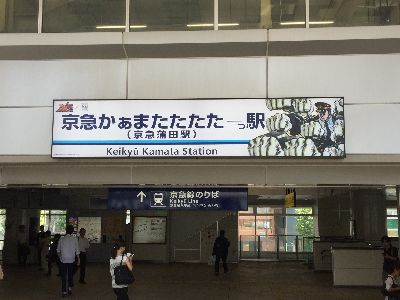 京急かぁまたたたた―っ駅
(京急蒲田駅)
Keikyū Kamata Station
京急線のりば
Keikyū Line